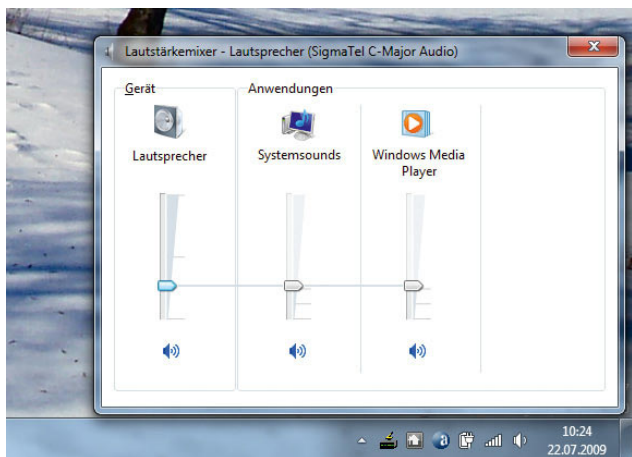 Lautstärkemixer - Lautsprecher (SigmaTel C-Major Audio)
Gerät
Anwendungen
Lautsprecher
Systemsounds
Windows Media
Player
10:24
22.07.2009